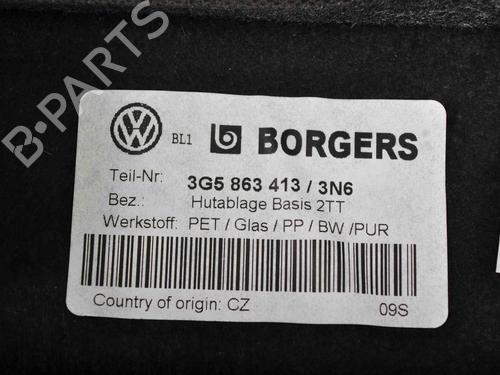 BL1 BORGERS
Teil-Nr: 3G5 863 413 / 3N6
Bez.: Hutablage Basis 2TT
Werkstoff: PET / Glas / PP / BW /PUR
Country of origin: CZ 09S
B-PARTS